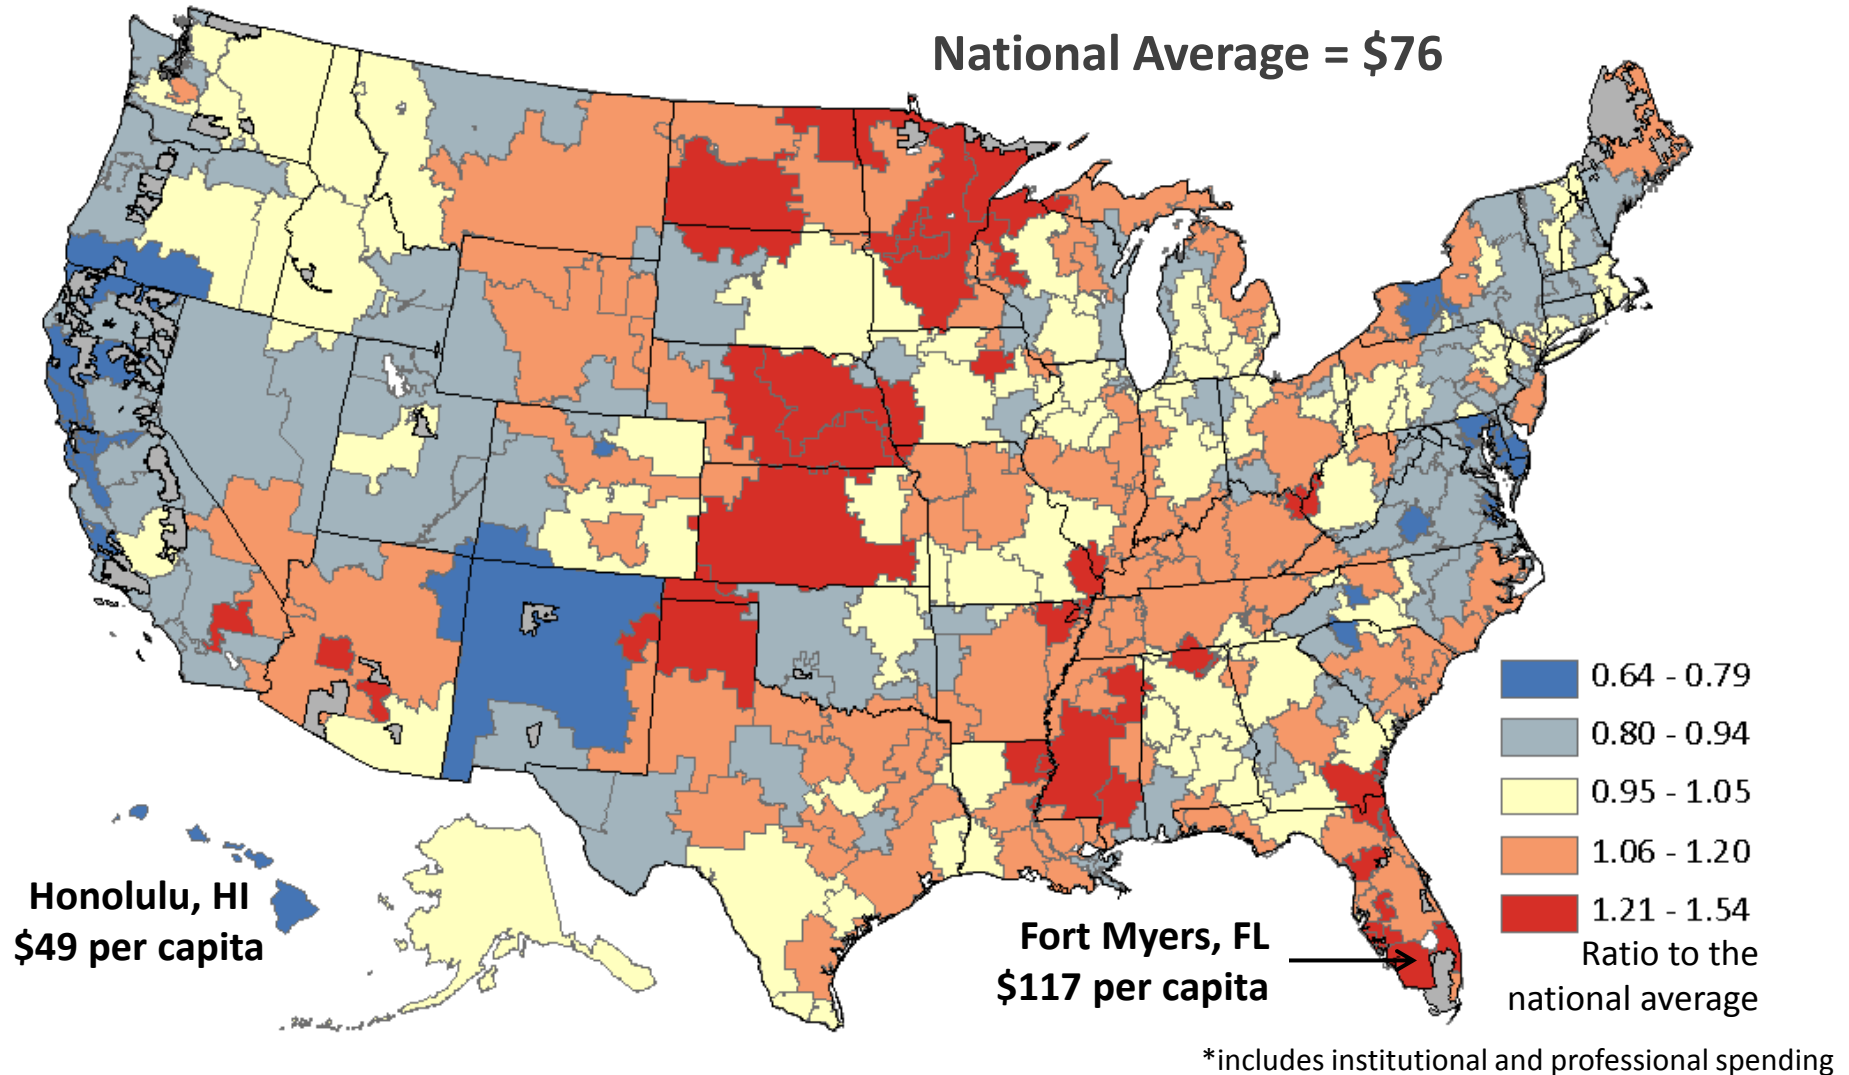 National Average = $76
0.64 - 0.79
0.80 - 0.94
0.95 - 1.05
1.06 - 1.20
1.21 - 1.54
Ratio to the
national average
Honolulu, HI
$49 per capita
Fort Myers, FL
$117 per capita
*includes institutional and professional spending